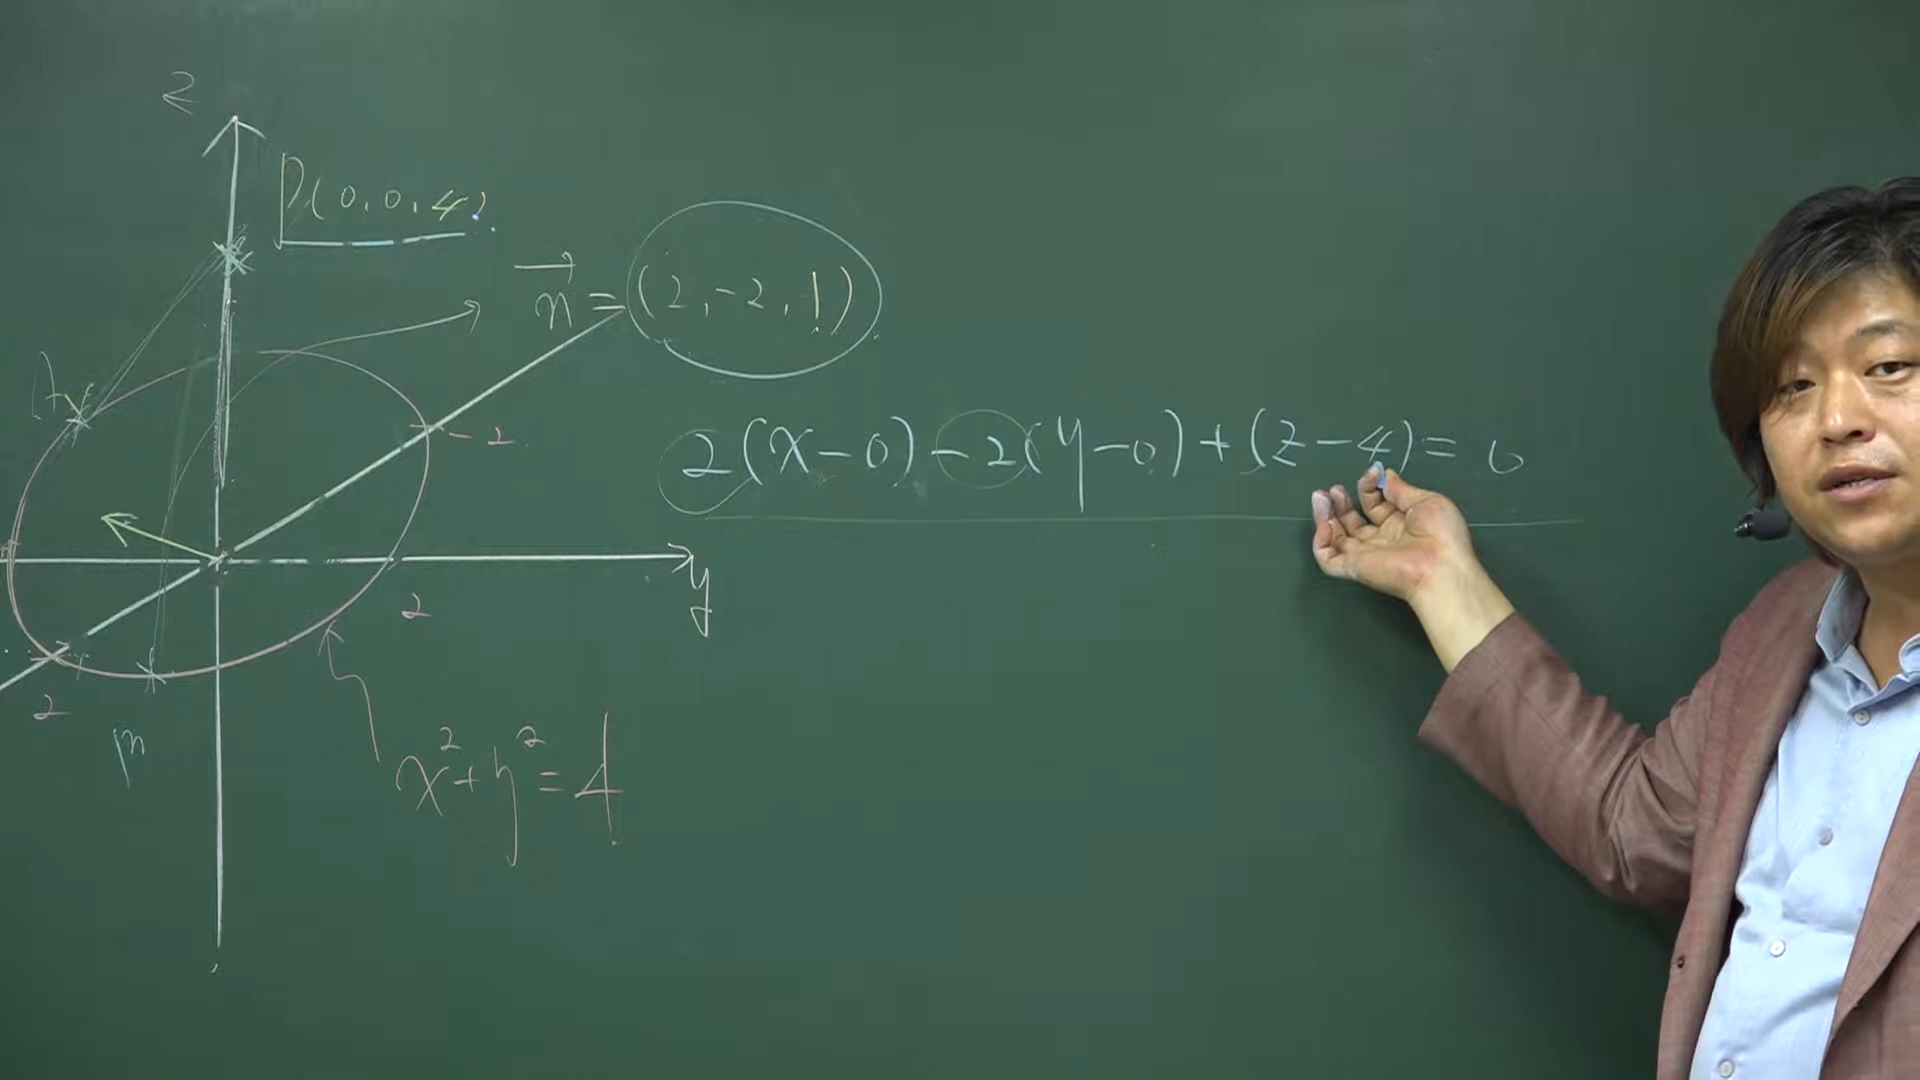 z
P(0, 0, 4)
n = (2, -2, 1)
A
-2
2(x-0) -2(y-0) + (z-4) = 0
y
2
2
x²+y²=4